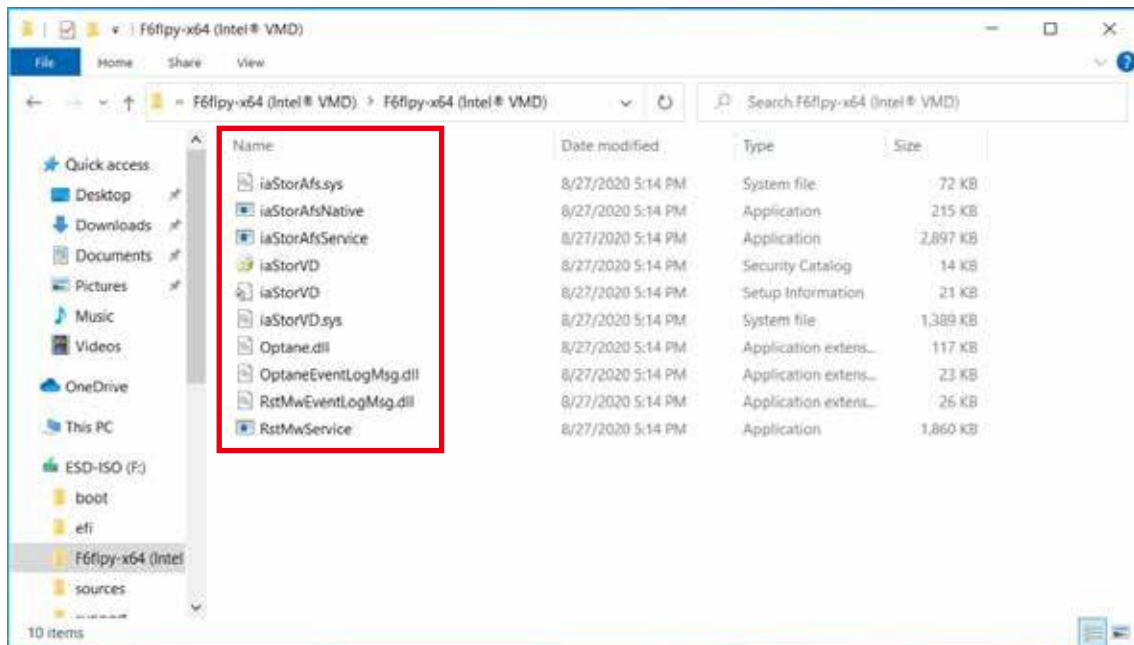 F6flpy-x64 (Intel® VMD)
File Home Share View
F6flpy-x64 (Intel® VMD) > F6flpy-x64 (Intel® VMD) Search F6flpy-x64 (Intel® VMD)
Name Date modified Type Size
Quick access
Desktop
Downloads
Documents
Pictures
Music
Videos
OneDrive
This PC
ESD-ISO (F:)
boot
efi
F6flpy-x64 (Intel
sources
iaStorAfs.sys 8/27/2020 5:14 PM System file 72 KB
iaStorAfsNative 8/27/2020 5:14 PM Application 215 KB
iaStorAfsService 8/27/2020 5:14 PM Application 2,897 KB
iaStorVD 8/27/2020 5:14 PM Security Catalog 14 KB
iaStorVD 8/27/2020 5:14 PM Setup Information 21 KB
iaStorVD.sys 8/27/2020 5:14 PM System file 1,389 KB
Optane.dll 8/27/2020 5:14 PM Application extens... 117 KB
OptaneEventLogMsg.dll 8/27/2020 5:14 PM Application extens... 23 KB
RstMwEventLogMsg.dll 8/27/2020 5:14 PM Application extens... 26 KB
RstMwService 8/27/2020 5:14 PM Application 1,860 KB
10 items